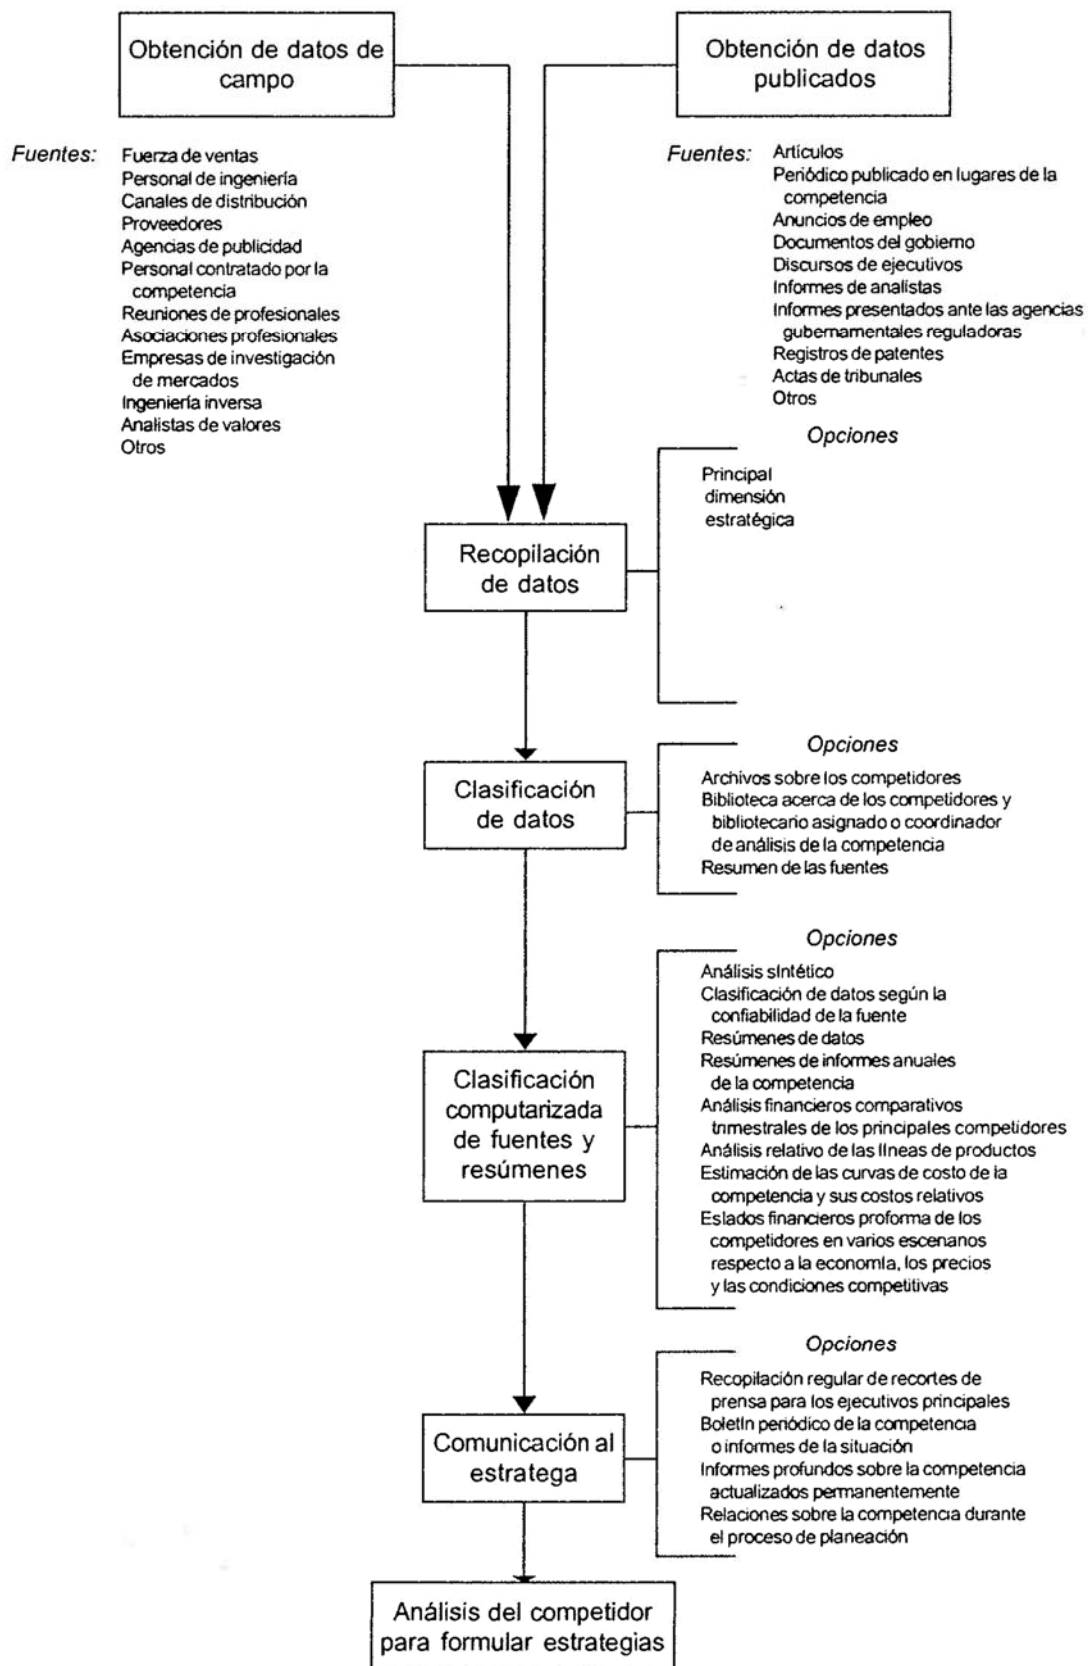 Obtención de datos de
campo
Obtención de datos
publicados
Fuentes:
Fuerza de ventas
Personal de ingeniería
Canales de distribución
Proveedores
Agencias de publicidad
Personal contratado por la
competencia
Reuniones de profesionales
Asociaciones profesionales
Empresas de investigación
de mercados
Ingeniería inversa
Analistas de valores
Otros
Fuentes:
Artículos
Periódico publicado en lugares de la
competencia
Anuncios de empleo
Documentos del gobierno
Discursos de ejecutivos
Informes de analistas
Informes presentados ante las agencias
gubernamentales reguladoras
Registros de patentes
Actas de tribunales
Otros
Opciones
Principal
dimensión
estratégica
Recopilación
de datos
Opciones
Archivos sobre los competidores
Biblioteca acerca de los competidores y
bibliotecario asignado o coordinador
de análisis de la competencia
Resumen de las fuentes
Clasificación
de datos
Opciones
Análisis sintético
Clasificación de datos según la
confiabilidad de la fuente
Resúmenes de datos
Resúmenes de informes anuales
de la competencia
Análisis financieros comparativos
trimestrales de los principales competidores
Análisis relativo de las líneas de productos
Estimación de las curvas de costo de la
competencia y sus costos relativos
Eslados financieros proforma de los
competidores en varios escenanos
respecto a la economía, los precios
y las condiciones competitivas
Clasificación
computarizada
de fuentes y
resúmenes
Opciones
Recopilación regular de recortes de
prensa para los ejecutivos principales
Boletín periódico de la competencia
o informes de la situación
Informes profundos sobre la competencia
actualizados permanentemente
Relaciones sobre la competencia durante
el proceso de planeación
Comunicación al
estratega
Análisis del competidor
para formular estrategias